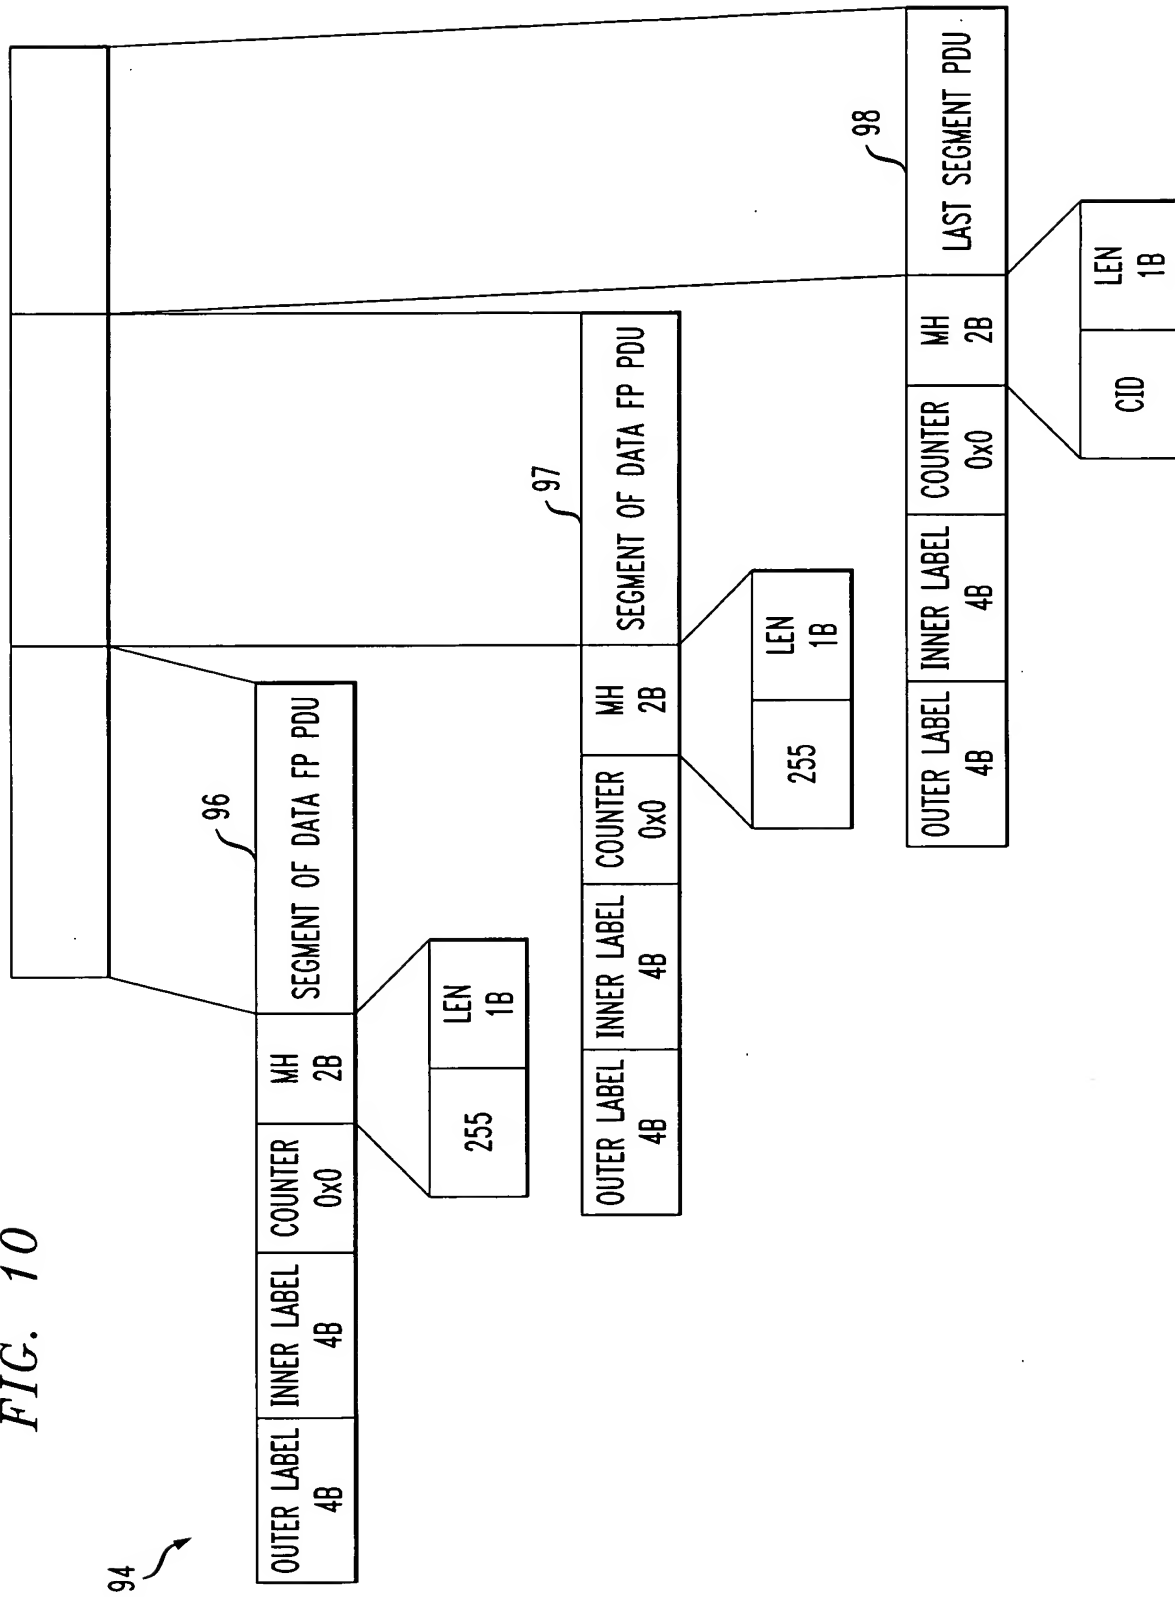 FIG. 10
94
96
OUTER LABEL 4B
INNER LABEL 4B
COUNTER 0x0
MH 2B
SEGMENT OF DATA FP PDU
255
LEN 1B
97
OUTER LABEL 4B
INNER LABEL 4B
COUNTER 0x0
MH 2B
SEGMENT OF DATA FP PDU
255
LEN 1B
98
OUTER LABEL 4B
INNER LABEL 4B
COUNTER 0x0
MH 2B
LAST SEGMENT PDU
CID
LEN 1B